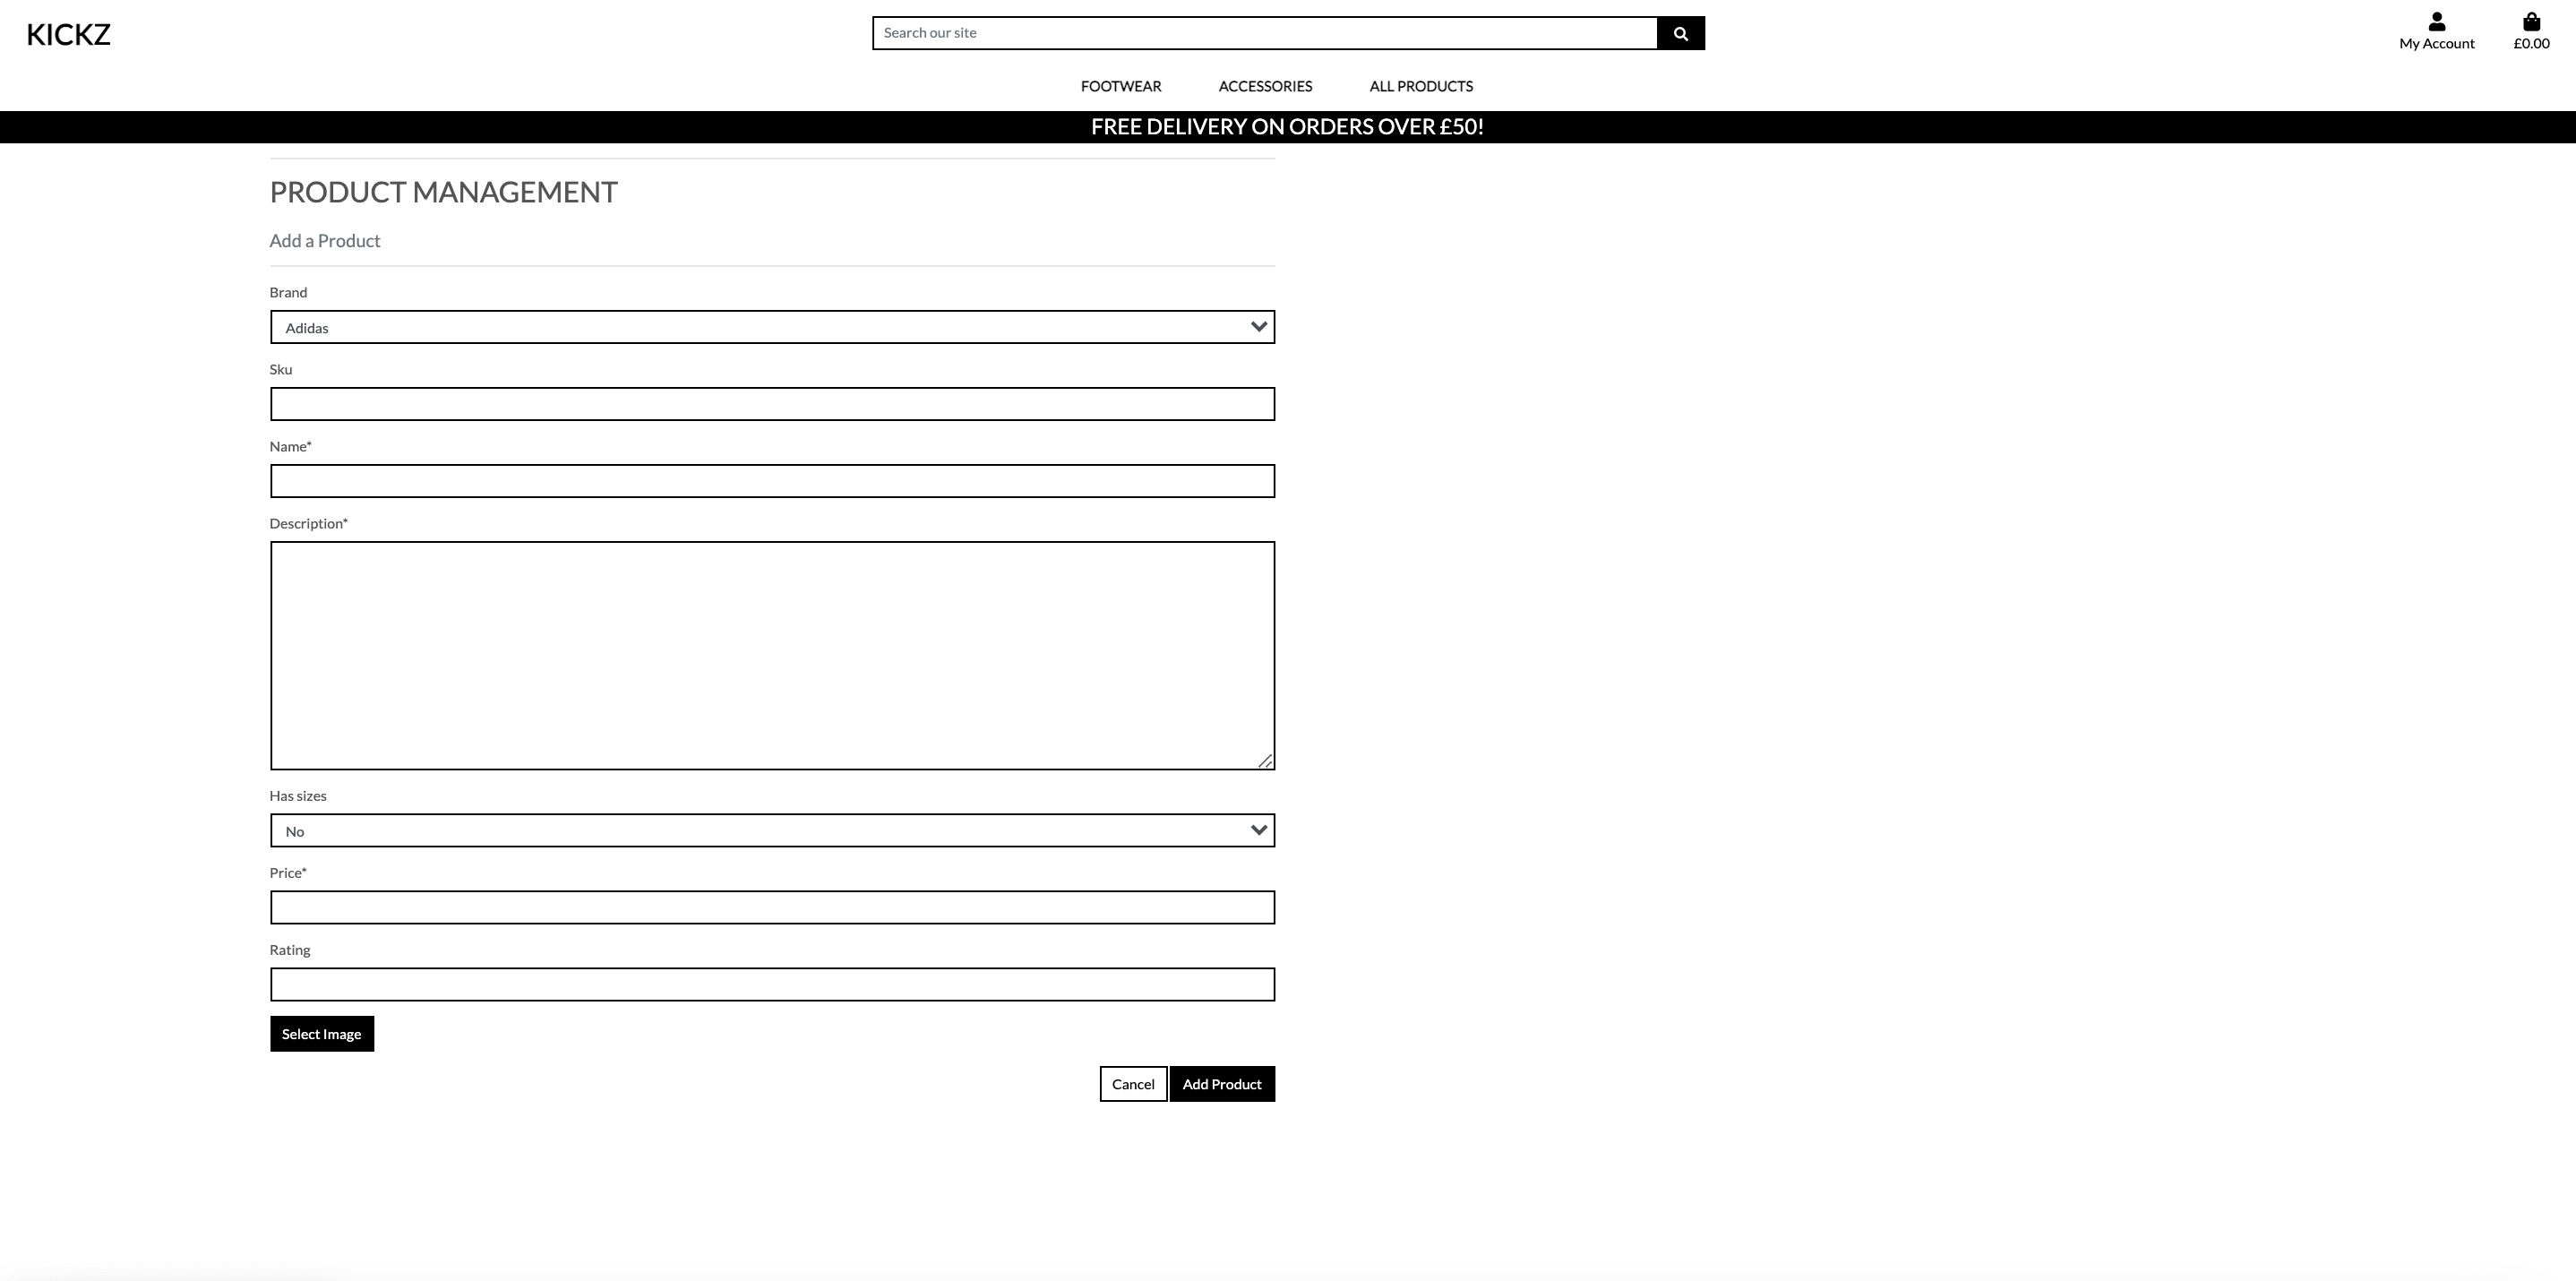 KICKZ
Search our site
My Account
£0.00
FOOTWEAR ACCESSORIES ALL PRODUCTS
FREE DELIVERY ON ORDERS OVER £50!
PRODUCT MANAGEMENT
Add a Product
Brand
Adidas
Sku
Name*
Description*
Has sizes
No
Price*
Rating
Select Image
Cancel Add Product